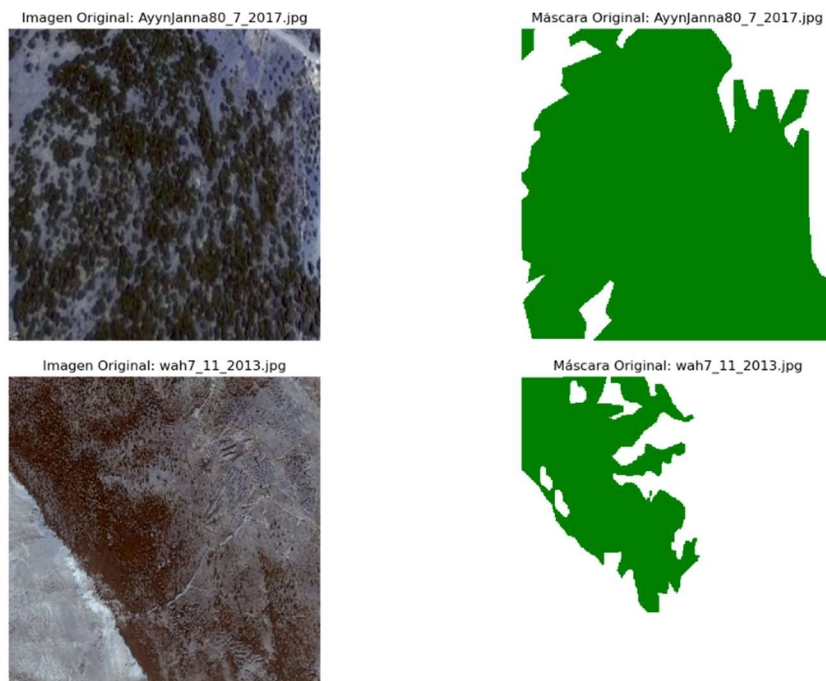 Imagen Original: AyynJanna80_7_2017.jpg
Máscara Original: AyynJanna80_7_2017.jpg
Imagen Original: wah7_11_2013.jpg
Máscara Original: wah7_11_2013.jpg